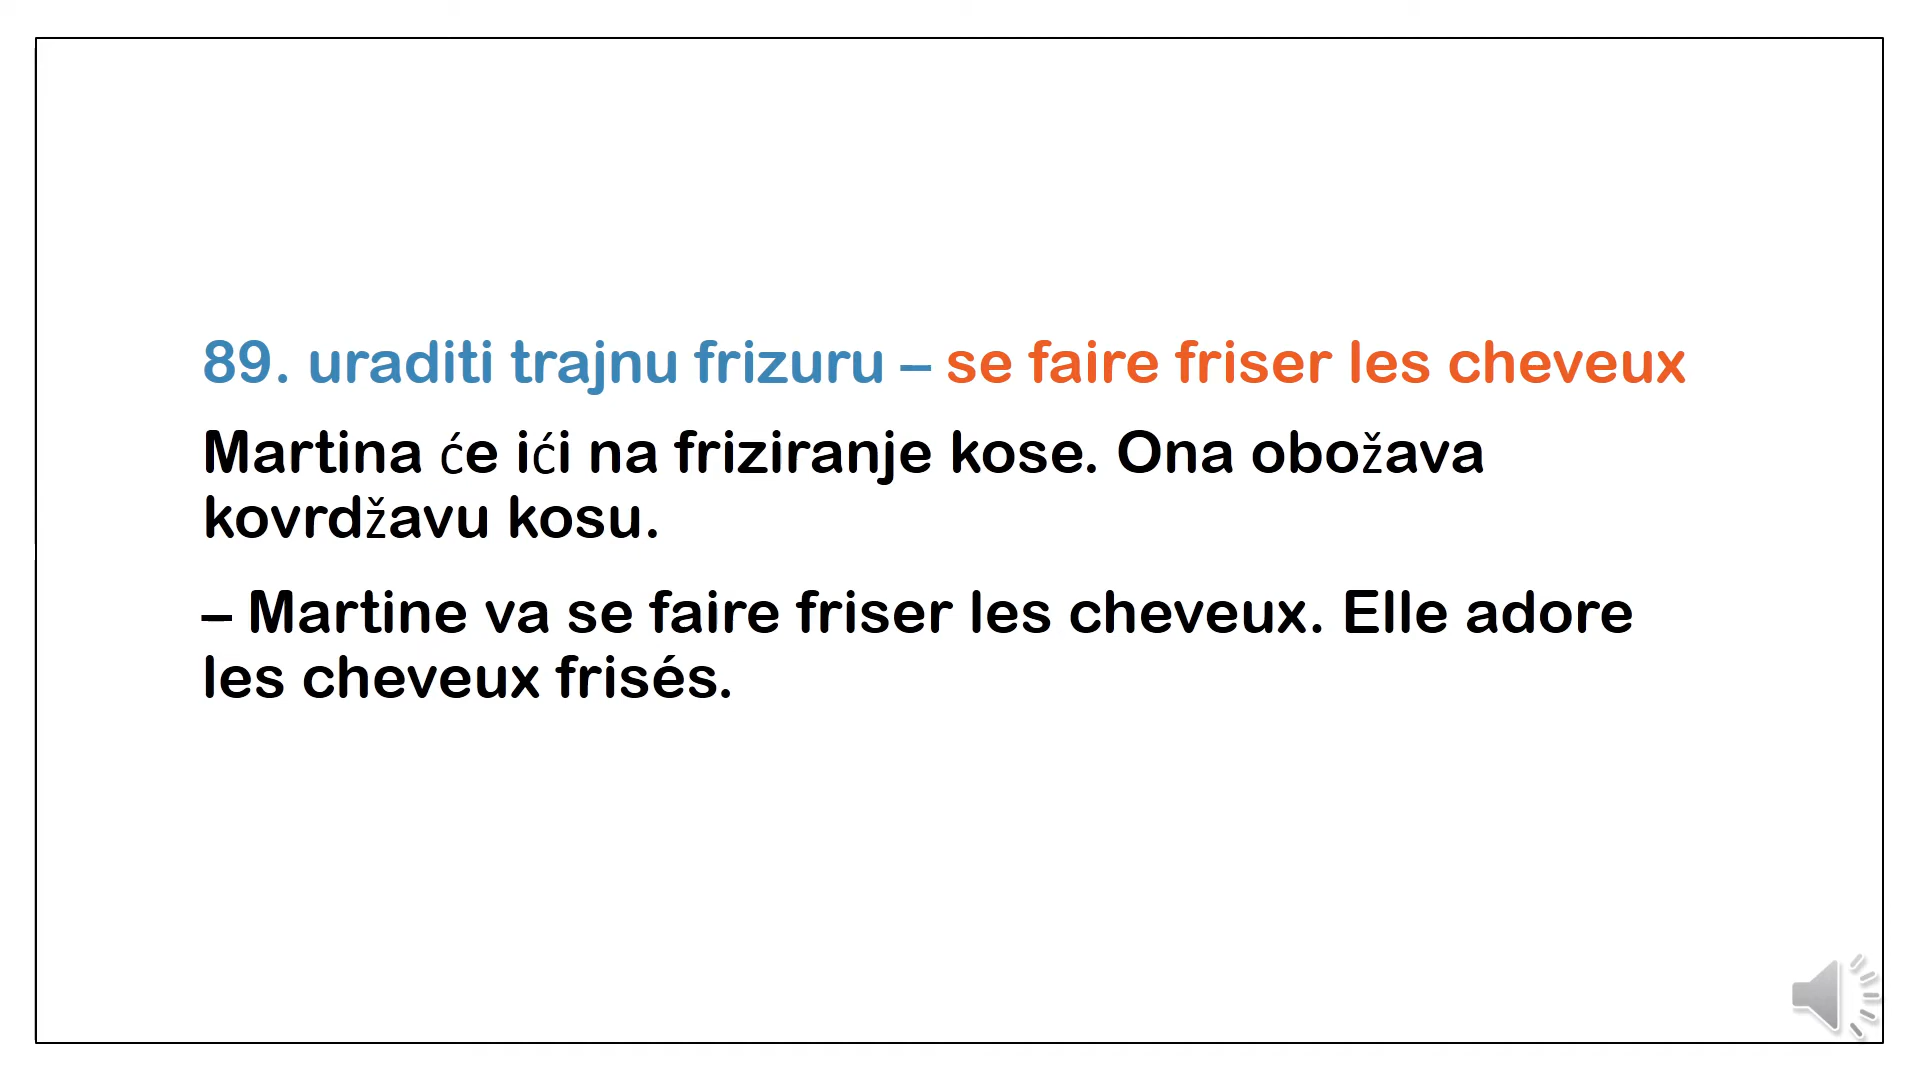 89. uraditi trajnu frizuru – se faire friser les cheveux
Martina će ići na friziranje kose. Ona obožava
kovrdžavu kosu.
– Martine va se faire friser les cheveux. Elle adore
les cheveux frisés.